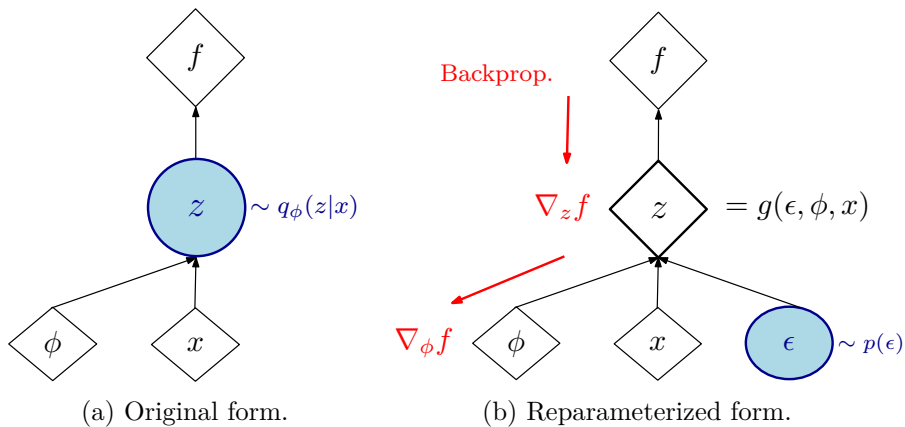 f
f
Backprop.
z
∼ q_ϕ(z|x)
∇_z f
z
= g(ϵ, ϕ, x)
ϕ
x
∇_ϕ f
ϕ
x
ϵ
∼ p(ϵ)
(a) Original form.
(b) Reparameterized form.